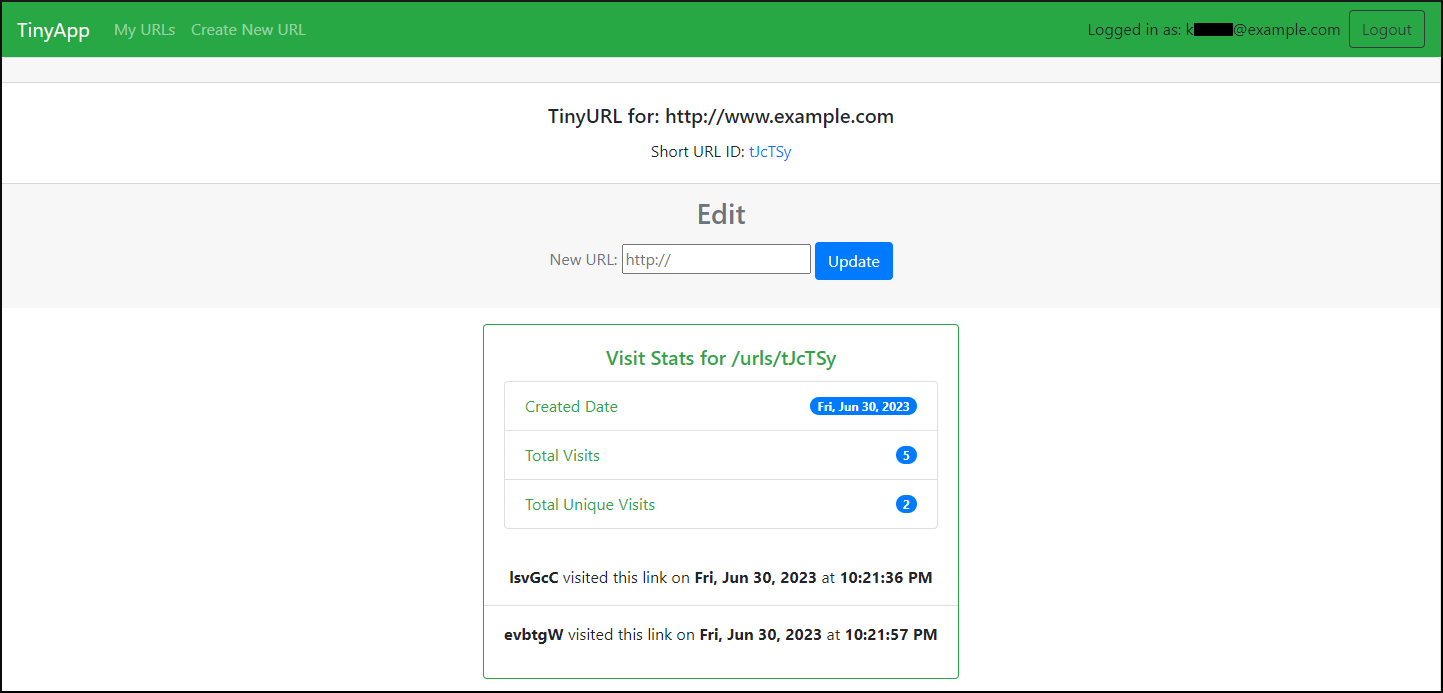 TinyApp My URLs Create New URL Logged in as: k@example.com Logout
TinyURL for: http://www.example.com
Short URL ID: tJcTSy
Edit
New URL: http:// Update
Visit Stats for /urls/tJcTSy
Created Date Fri, Jun 30, 2023
Total Visits 5
Total Unique Visits 2
lsvGcC visited this link on Fri, Jun 30, 2023 at 10:21:36 PM
evbtgW visited this link on Fri, Jun 30, 2023 at 10:21:57 PM